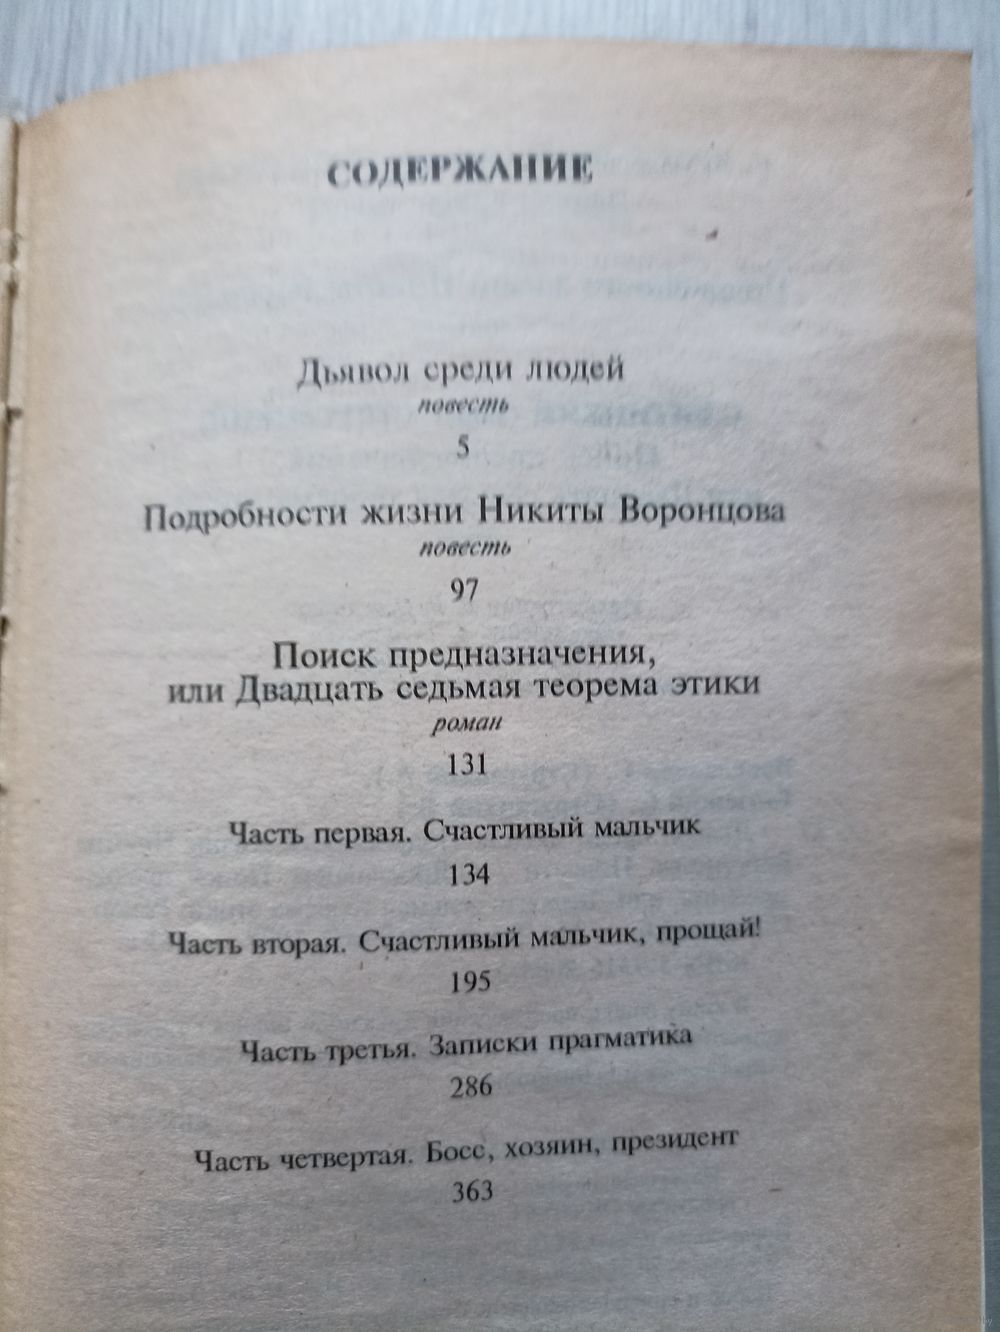 СОДЕРЖАНИЕ
Дьявол среди людей
повесть
5
Подробности жизни Никиты Воронцова
повесть
97
Поиск предназначения,
или Двадцать седьмая теорема этики
роман
131
Часть первая. Счастливый мальчик
134
Часть вторая. Счастливый мальчик, прощай!
195
Часть третья. Записки прагматика
286
Часть четвертая. Босс, хозяин, президент
363